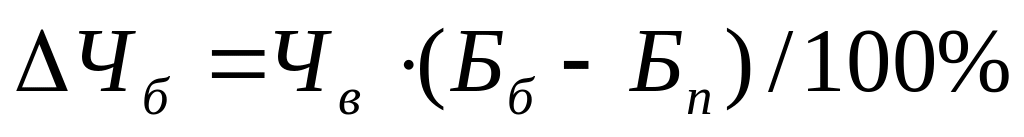 ΔЧб =Чв ·(Бб - Бп)/100%